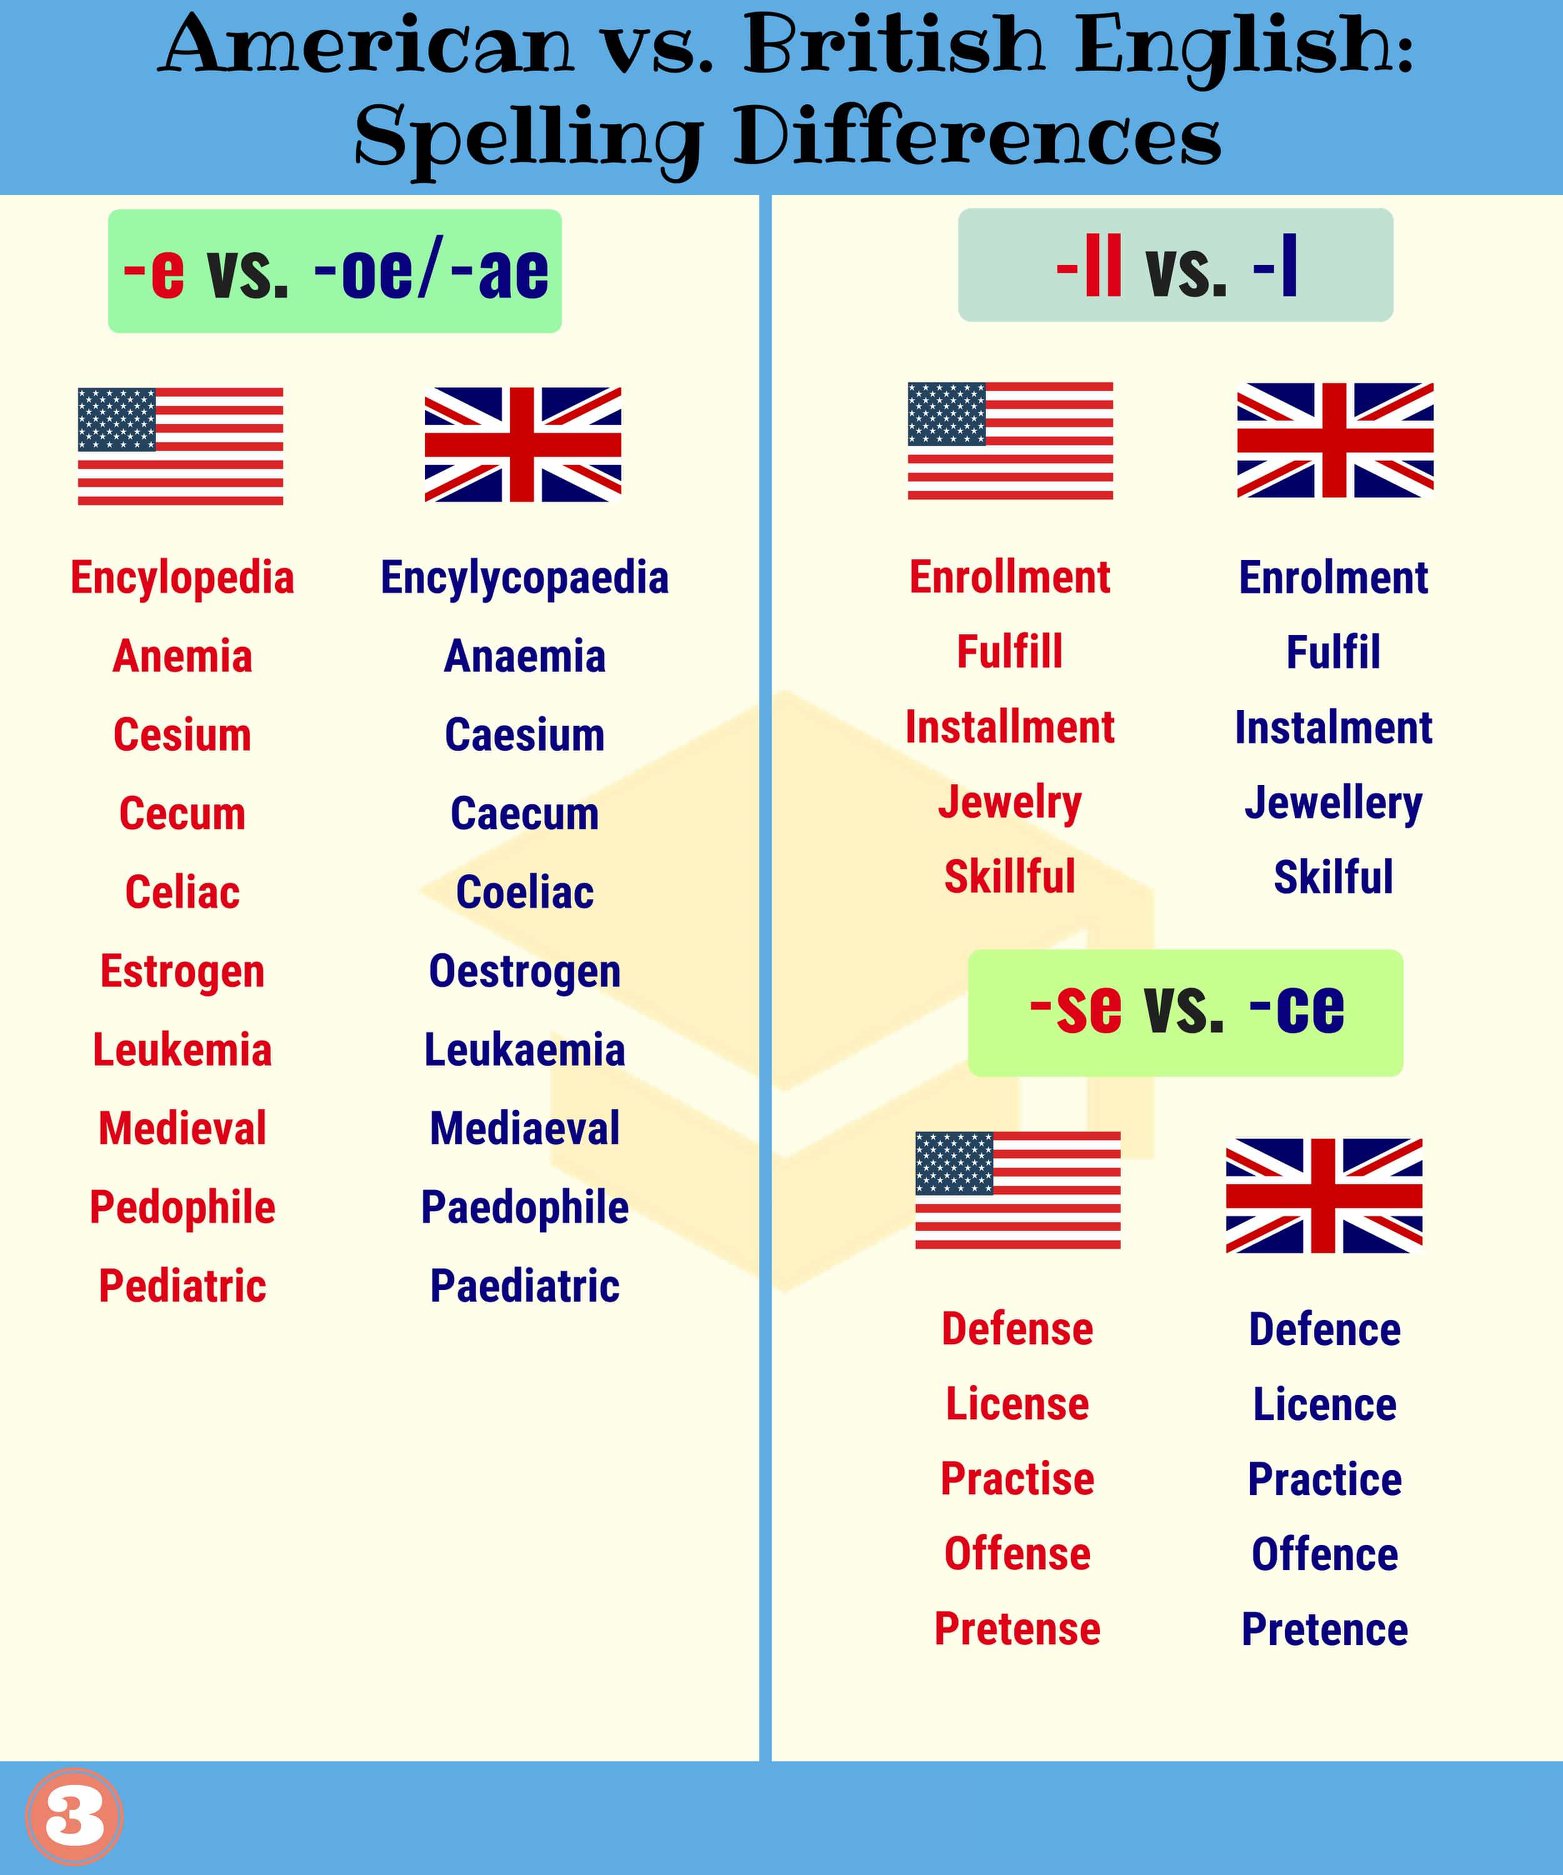 American vs. British English:
Spelling Differences
-e vs. -oe/-ae
Encylopedia Encylycopaedia
Anemia Anaemia
Cesium Caesium
Cecum Caecum
Celiac Coeliac
Estrogen Oestrogen
Leukemia Leukaemia
Medieval Mediaeval
Pedophile Paedophile
Pediatric Paediatric
-ll vs. -l
Enrollment Enrolment
Fulfill Fulfil
Installment Instalment
Jewelry Jewellery
Skillful Skilful
-se vs. -ce
Defense Defence
License Licence
Practise Practice
Offense Offence
Pretense Pretence
3